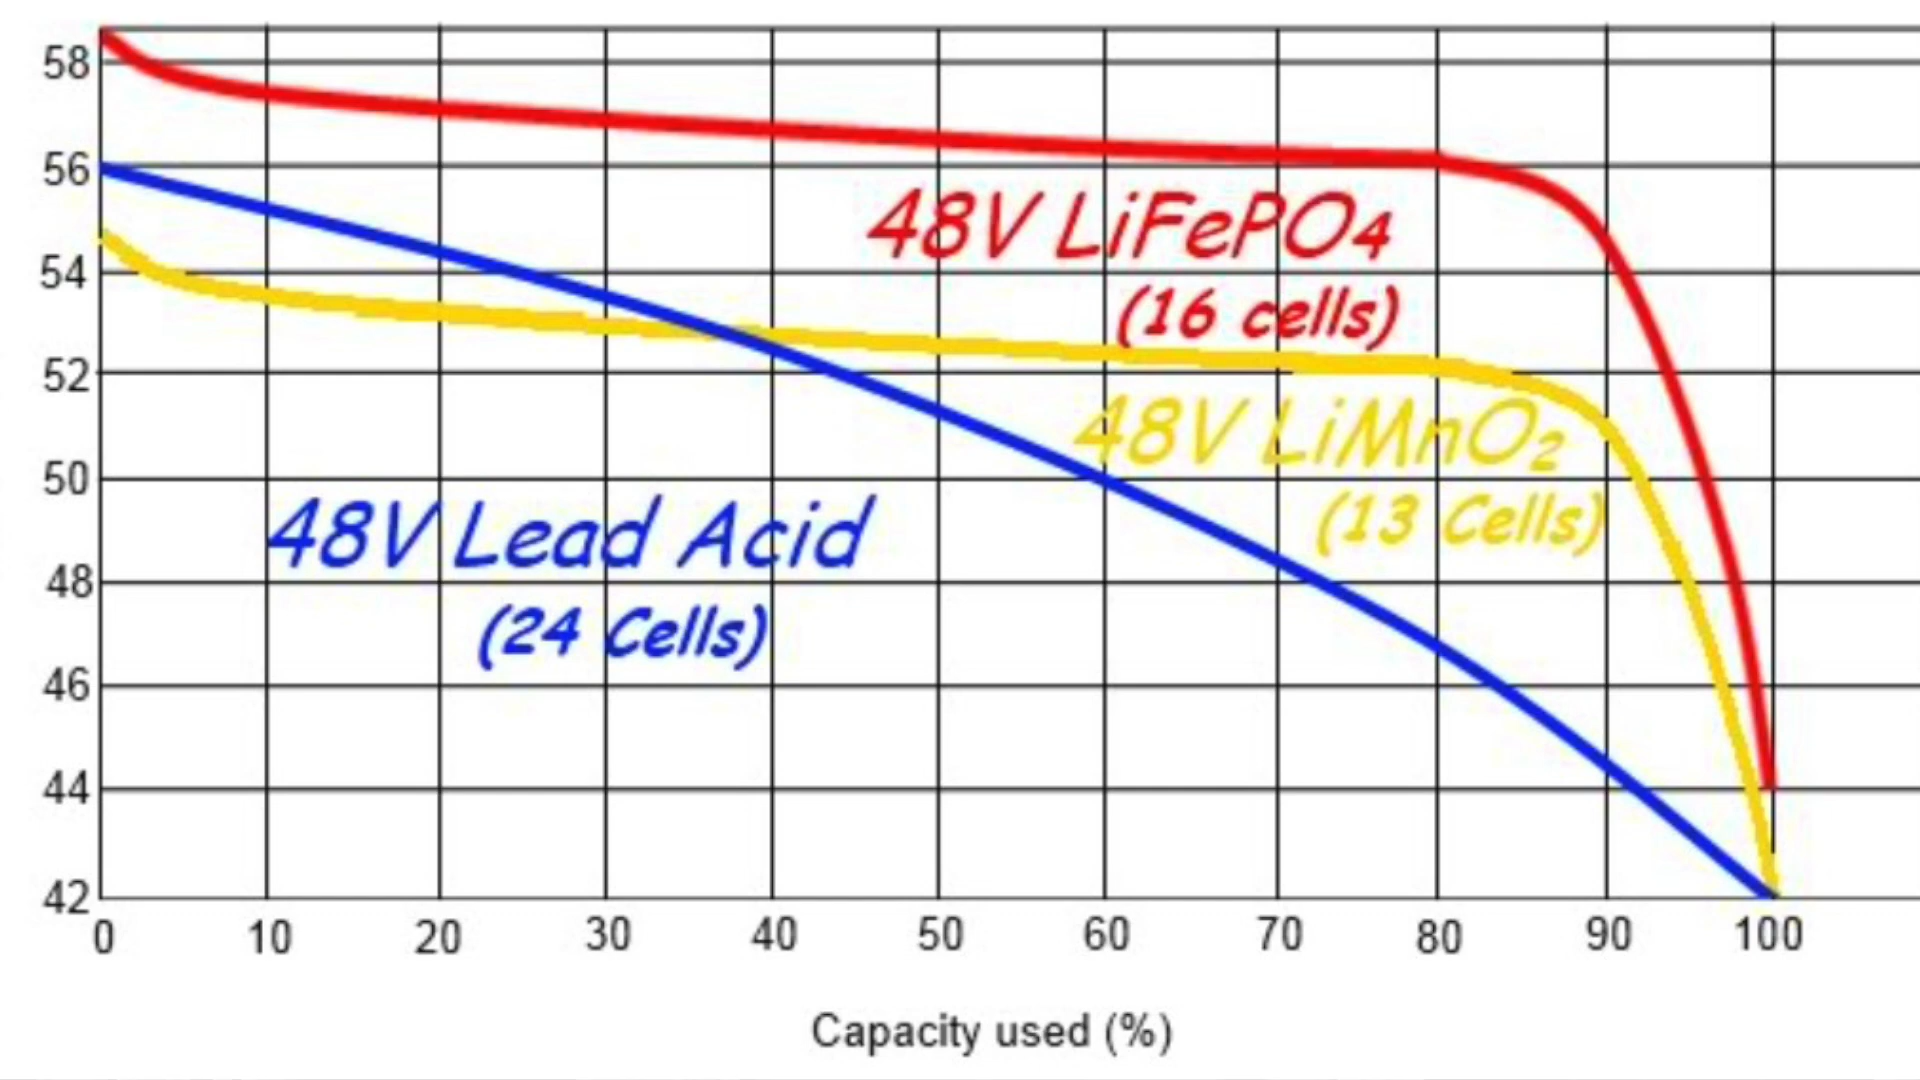 58
56
54
52
50
48
46
44
42
48V LiFePO4
(16 cells)
48V LiMnO2
(13 Cells)
48V Lead Acid
(24 Cells)
0 10 20 30 40 50 60 70 80 90 100
Capacity used (%)